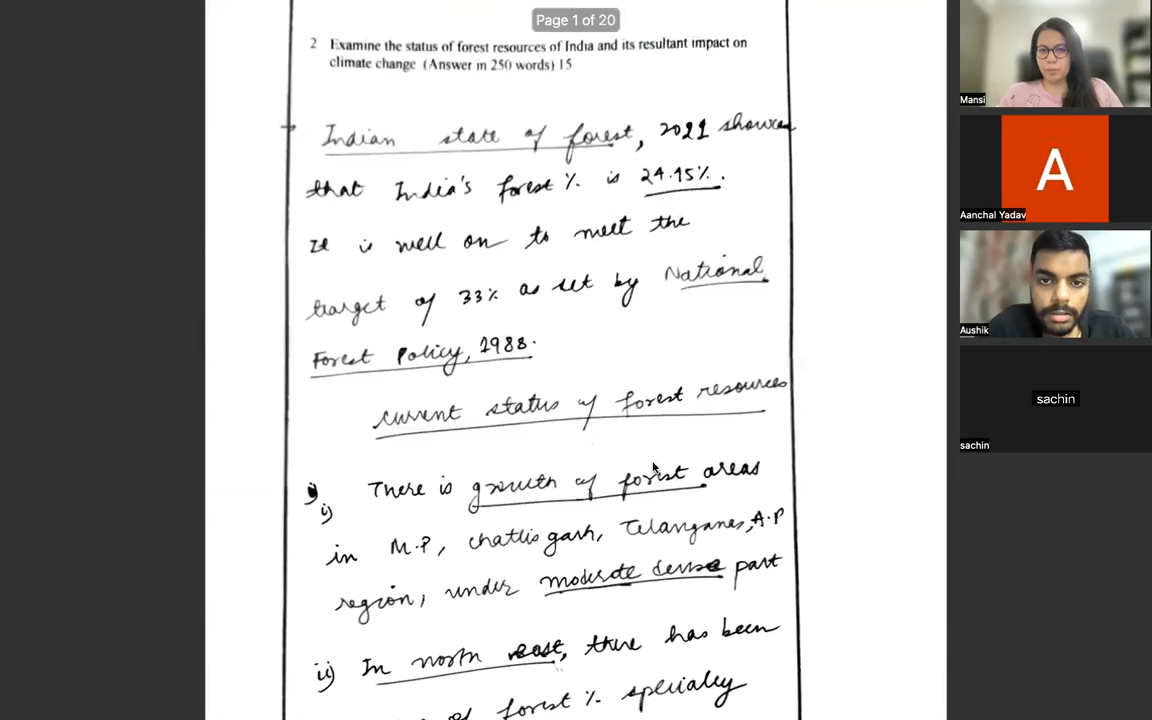 Page 1 of 20
2 Examine the status of forest resources of India and its resultant impact on
climate change (Answer in 250 words) 15
Indian state of forest, 2021 showed
that India's forest % is 24.15%.
It is well on to meet the
target of 33% as set by National
Forest Policy, 1988.
current status of forest resources
i) There is growth of forest areas
in M.P, chattisgarh, Telangana, A.P
region, under moderate dense part
ii) In north east, there has been
of forest % specially
Mansi
A
Aanchal Yadav
Aushik
sachin
sachin